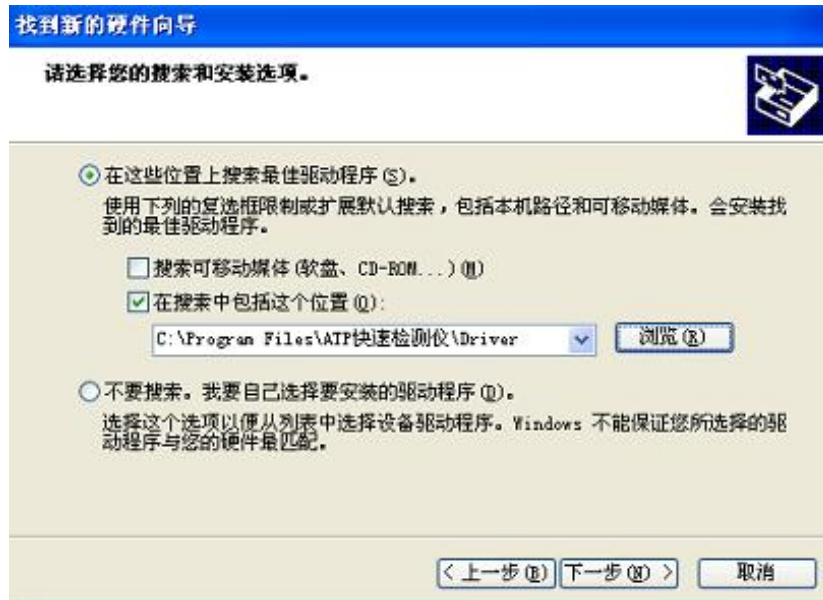 找到新的硬件向导
请选择您的搜索和安装选项。
在这些位置上搜索最佳驱动程序(S)。
使用下列的复选框限制或扩展默认搜索，包括本机路径和可移动媒体。会安装找
到的最佳驱动程序。
搜索可移动媒体(软盘、CD-ROM...)(M)
在搜索中包括这个位置(O):
C:\Program Files\ATP快速检测仪\Driver
浏览(R)
不要搜索。我要自己选择要安装的驱动程序(D)。
选择这个选项以便从列表中选择设备驱动程序。Windows 不能保证您所选择的驱
动程序与您的硬件最匹配。
< 上一步(B) 下一步(N) > 取消